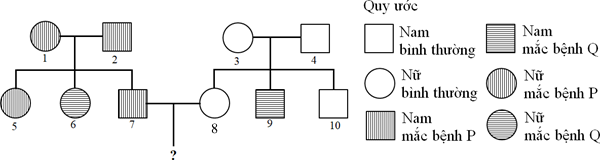 Quy ước
Nam
bình thường
Nam
mắc bệnh Q
Nữ
bình thường
Nữ
mắc bệnh P
Nam
mắc bệnh P
Nữ
mắc bệnh Q
1
2
3
4
5
6
7
8
9
10
?